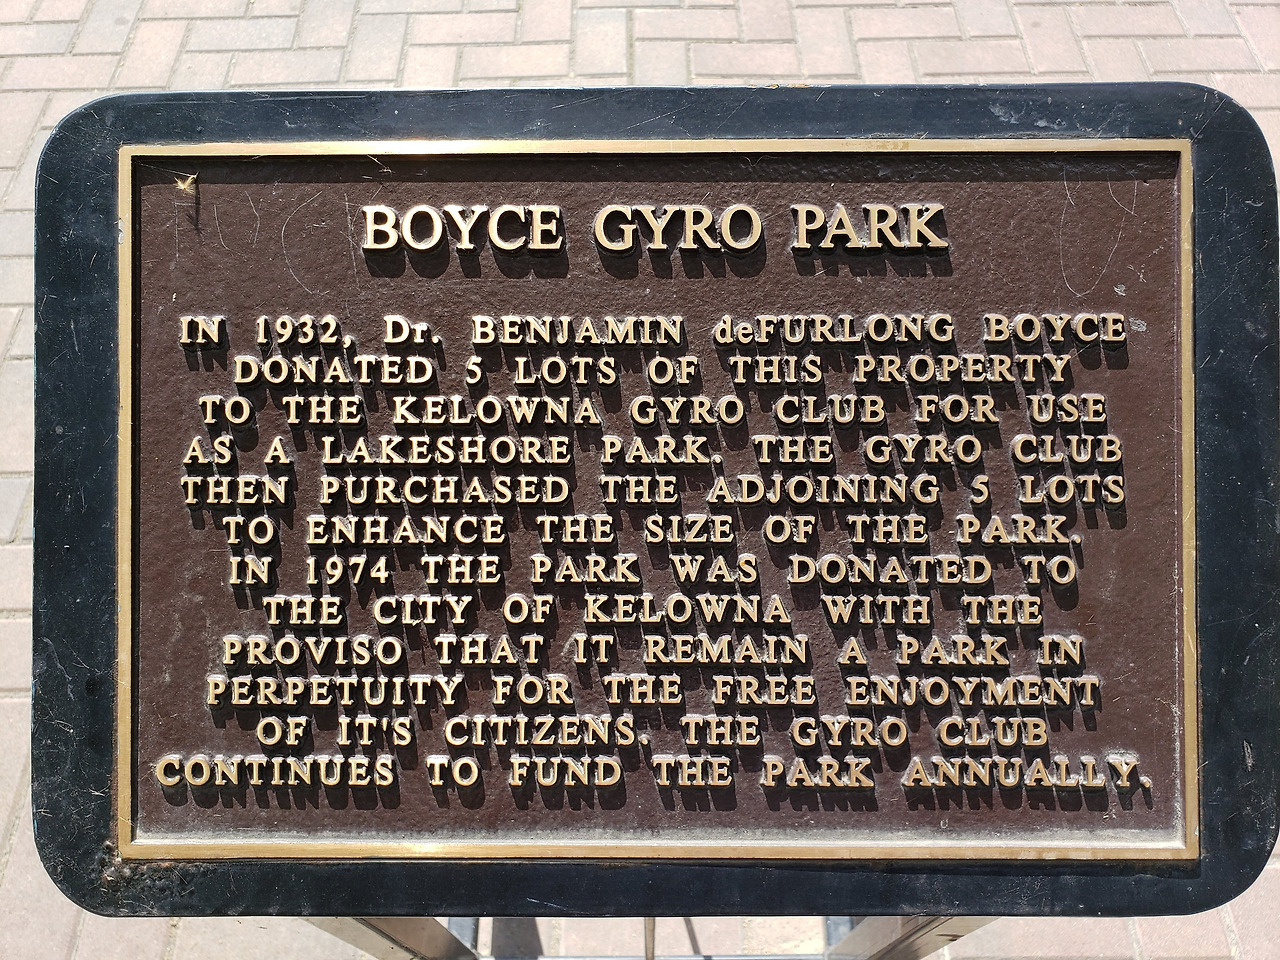 BOYCE GYRO PARK
IN 1932, Dr. BENJAMIN deFURLONG BOYCE
DONATED 5 LOTS OF THIS PROPERTY
TO THE KELOWNA GYRO CLUB FOR USE
AS A LAKESHORE PARK. THE GYRO CLUB
THEN PURCHASED THE ADJOINING 5 LOTS
TO ENHANCE THE SIZE OF THE PARK.
IN 1974 THE PARK WAS DONATED TO
THE CITY OF KELOWNA WITH THE
PROVISO THAT IT REMAIN A PARK IN
PERPETUITY FOR THE FREE ENJOYMENT
OF IT'S CITIZENS. THE GYRO CLUB
CONTINUES TO FUND THE PARK ANNUALLY.